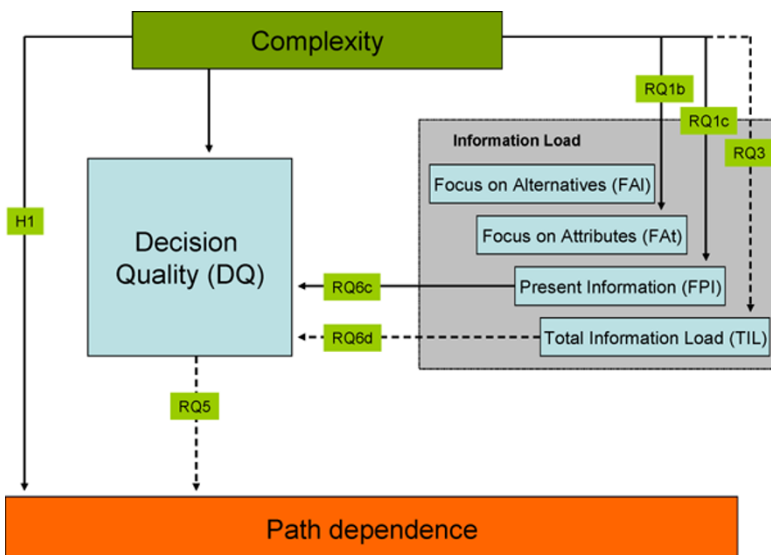 Complexity
RQ1b
RQ1c
RQ3
Information Load
Focus on Alternatives (FAl)
H1
Focus on Attributes (FAt)
Decision
Quality (DQ)
RQ6c
Present Information (FPI)
RQ6d
Total Information Load (TIL)
RQ5
Path dependence